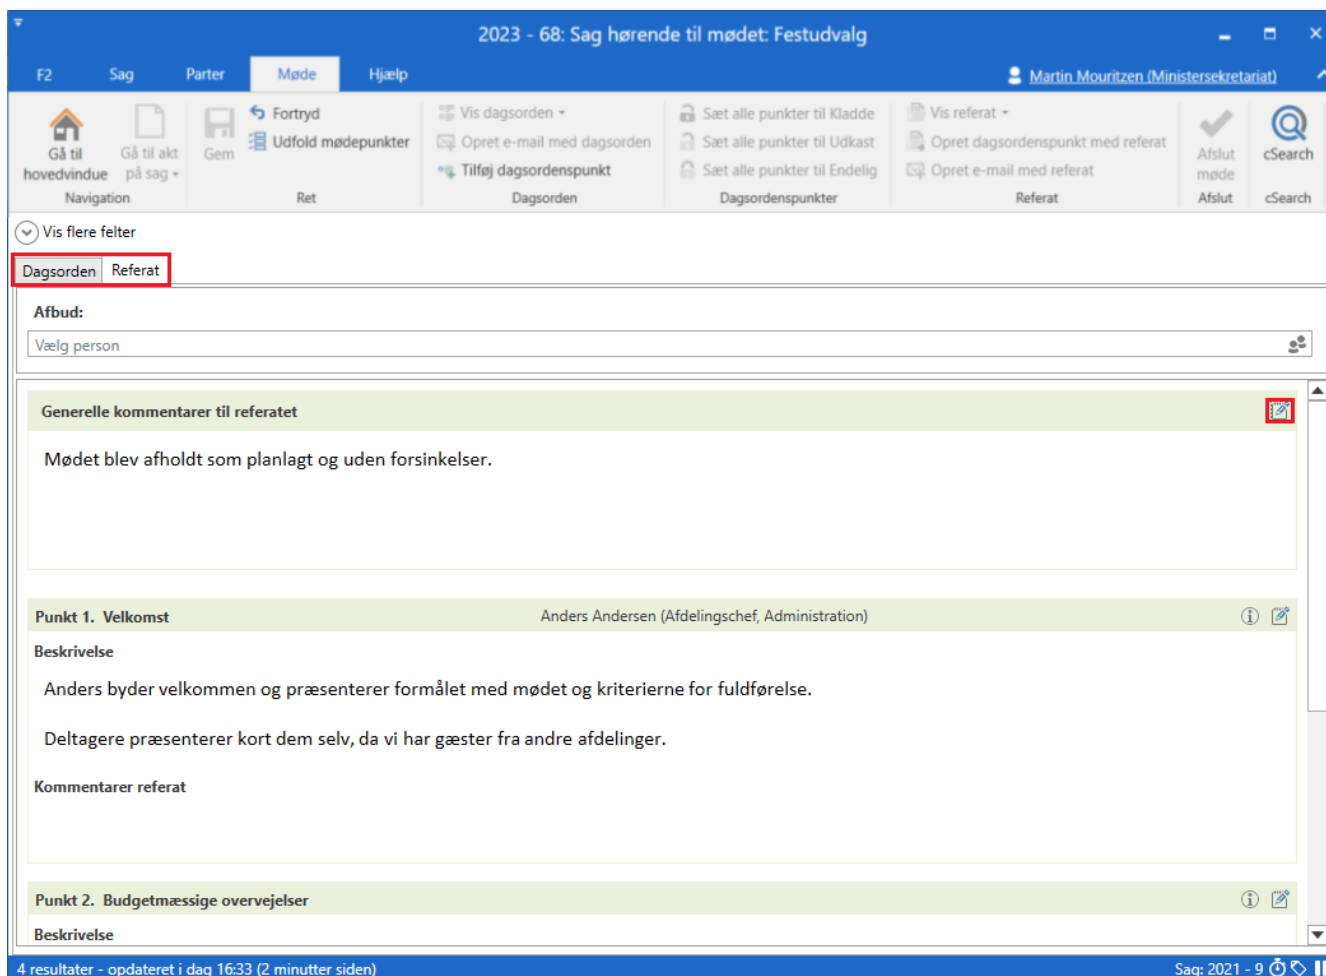 2023 - 68: Sag hørende til mødet: Festudvalg
F2 Sag Parter Møde Hjælp Martin Mouritzen (Ministersekretariat)
Gå til hovedvindue
Gå til akt på sag
Navigation
Gem
Fortryd
Udfold mødepunkter
Ret
Vis dagsorden
Opret e-mail med dagsorden
Tilføj dagsordenspunkt
Dagsorden
Sæt alle punkter til Kladde
Sæt alle punkter til Udkast
Sæt alle punkter til Endelig
Dagsordenspunkter
Vis referat
Opret dagsordenspunkt med referat
Opret e-mail med referat
Referat
Afslut møde
Afslut
cSearch
cSearch
Vis flere felter
Dagsorden Referat
Afbud:
Vælg person
Generelle kommentarer til referatet
Mødet blev afholdt som planlagt og uden forsinkelser.
Punkt 1. Velkomst Anders Andersen (Afdelingschef, Administration)
Beskrivelse
Anders byder velkommen og præsenterer formålet med mødet og kriterierne for fuldførelse.
Deltagere præsenterer kort dem selv, da vi har gæster fra andre afdelinger.
Kommentarer referat
Punkt 2. Budgetmæssige overvejelser
Beskrivelse
4 resultater - opdateret i dag 16:33 (2 minutter siden) Sag: 2021 - 9